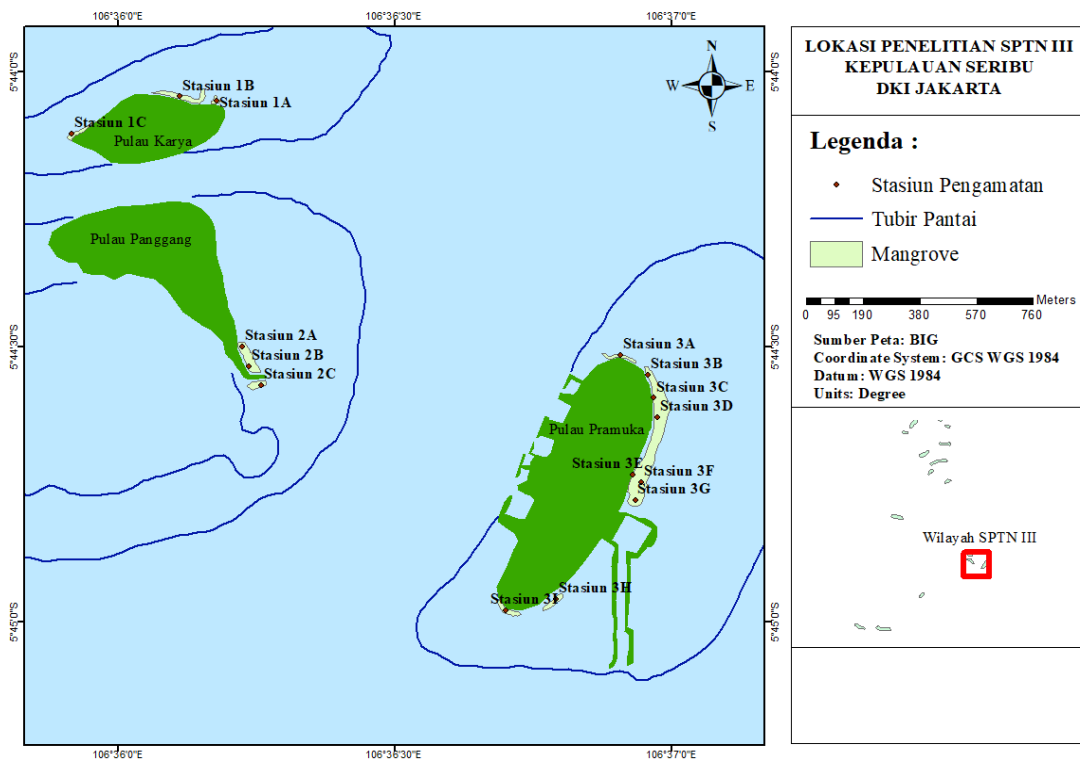 106°36'0"E
106°36'30"E
106°37'0"E
5°44'0"S
5°44'0"S
N
W
E
S
Stasiun 1B
Stasiun 1A
Stasiun 1C
Pulau Karya
Pulau Panggang
5°44'30"S
5°44'30"S
Stasiun 2A
Stasiun 2B
Stasiun 2C
Stasiun 3A
Stasiun 3B
Stasiun 3C
Stasiun 3D
Pulau Pramuka
Stasiun 3E
Stasiun 3F
Stasiun 3G
Stasiun 3H
Stasiun 3I
5°45'0"S
5°45'0"S
106°36'0"E
106°36'30"E
106°37'0"E
LOKASI PENELITIAN SPTN III
KEPULAUAN SERIBU
DKI JAKARTA
Legenda :
Stasiun Pengamatan
Tubir Pantai
Mangrove
Meters
0 95 190 380 570 760
Sumber Peta: BIG
Coordinate System: GCS WGS 1984
Datum: WGS 1984
Units: Degree
Wilayah SPTN III